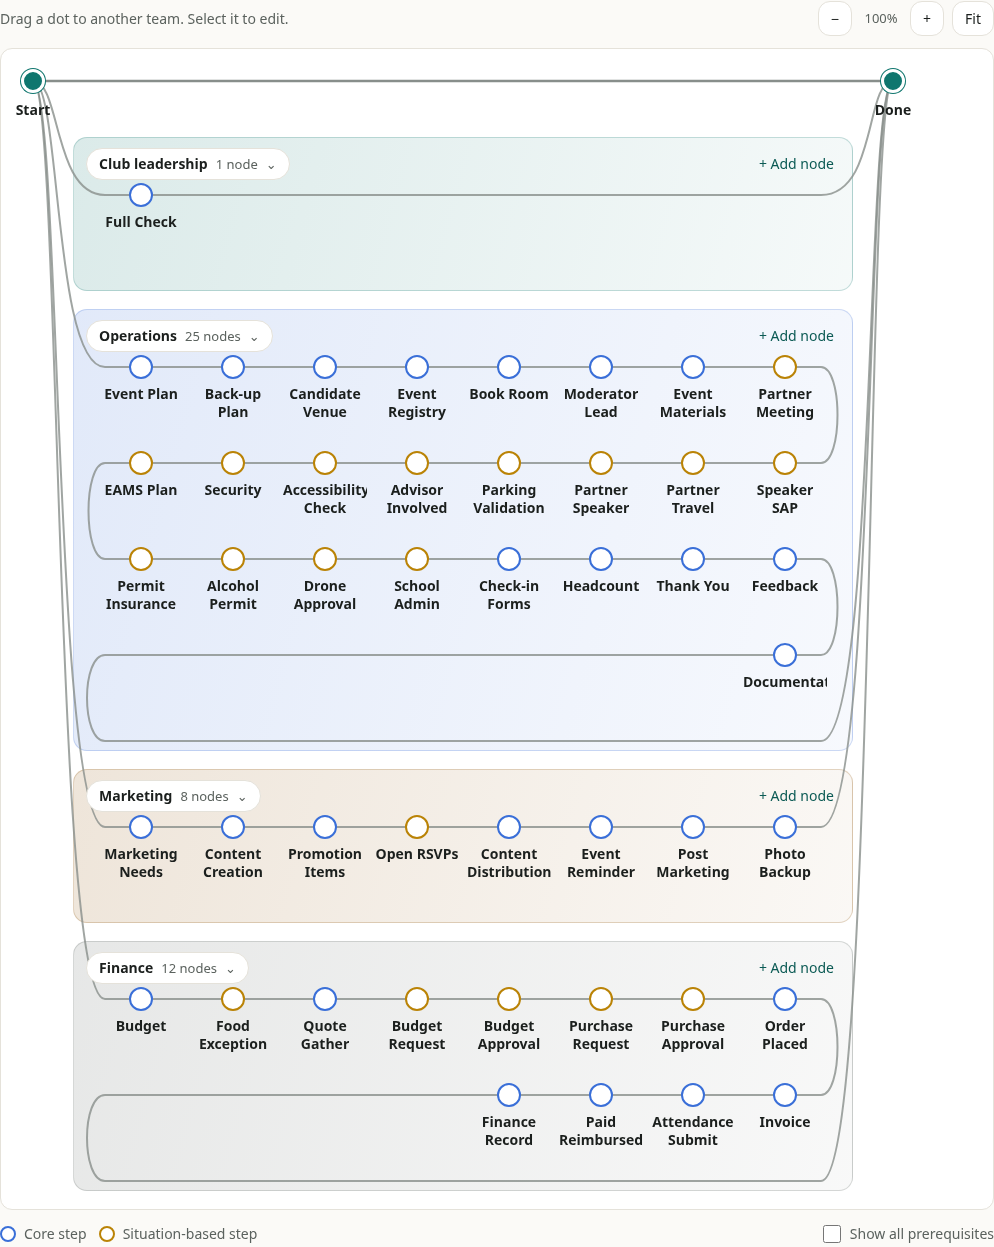 Drag a dot to another team. Select it to edit.
− 100% + Fit
Start
Done
Club leadership 1 node
+ Add node
Full Check
Operations 25 nodes
+ Add node
Event Plan
Back-up
Plan
Candidate
Venue
Event
Registry
Book Room
Moderator
Lead
Event
Materials
Partner
Meeting
EAMS Plan
Security
Accessibility
Check
Advisor
Involved
Parking
Validation
Partner
Speaker
Partner
Travel
Speaker
SAP
Permit
Insurance
Alcohol
Permit
Drone
Approval
School
Admin
Check-in
Forms
Headcount
Thank You
Feedback
Documentat
Marketing 8 nodes
+ Add node
Marketing
Needs
Content
Creation
Promotion
Items
Open RSVPs
Content
Distribution
Event
Reminder
Post
Marketing
Photo
Backup
Finance 12 nodes
+ Add node
Budget
Food
Exception
Quote
Gather
Budget
Request
Budget
Approval
Purchase
Request
Purchase
Approval
Order
Placed
Finance
Record
Paid
Reimbursed
Attendance
Submit
Invoice
Core step
Situation-based step
Show all prerequisites